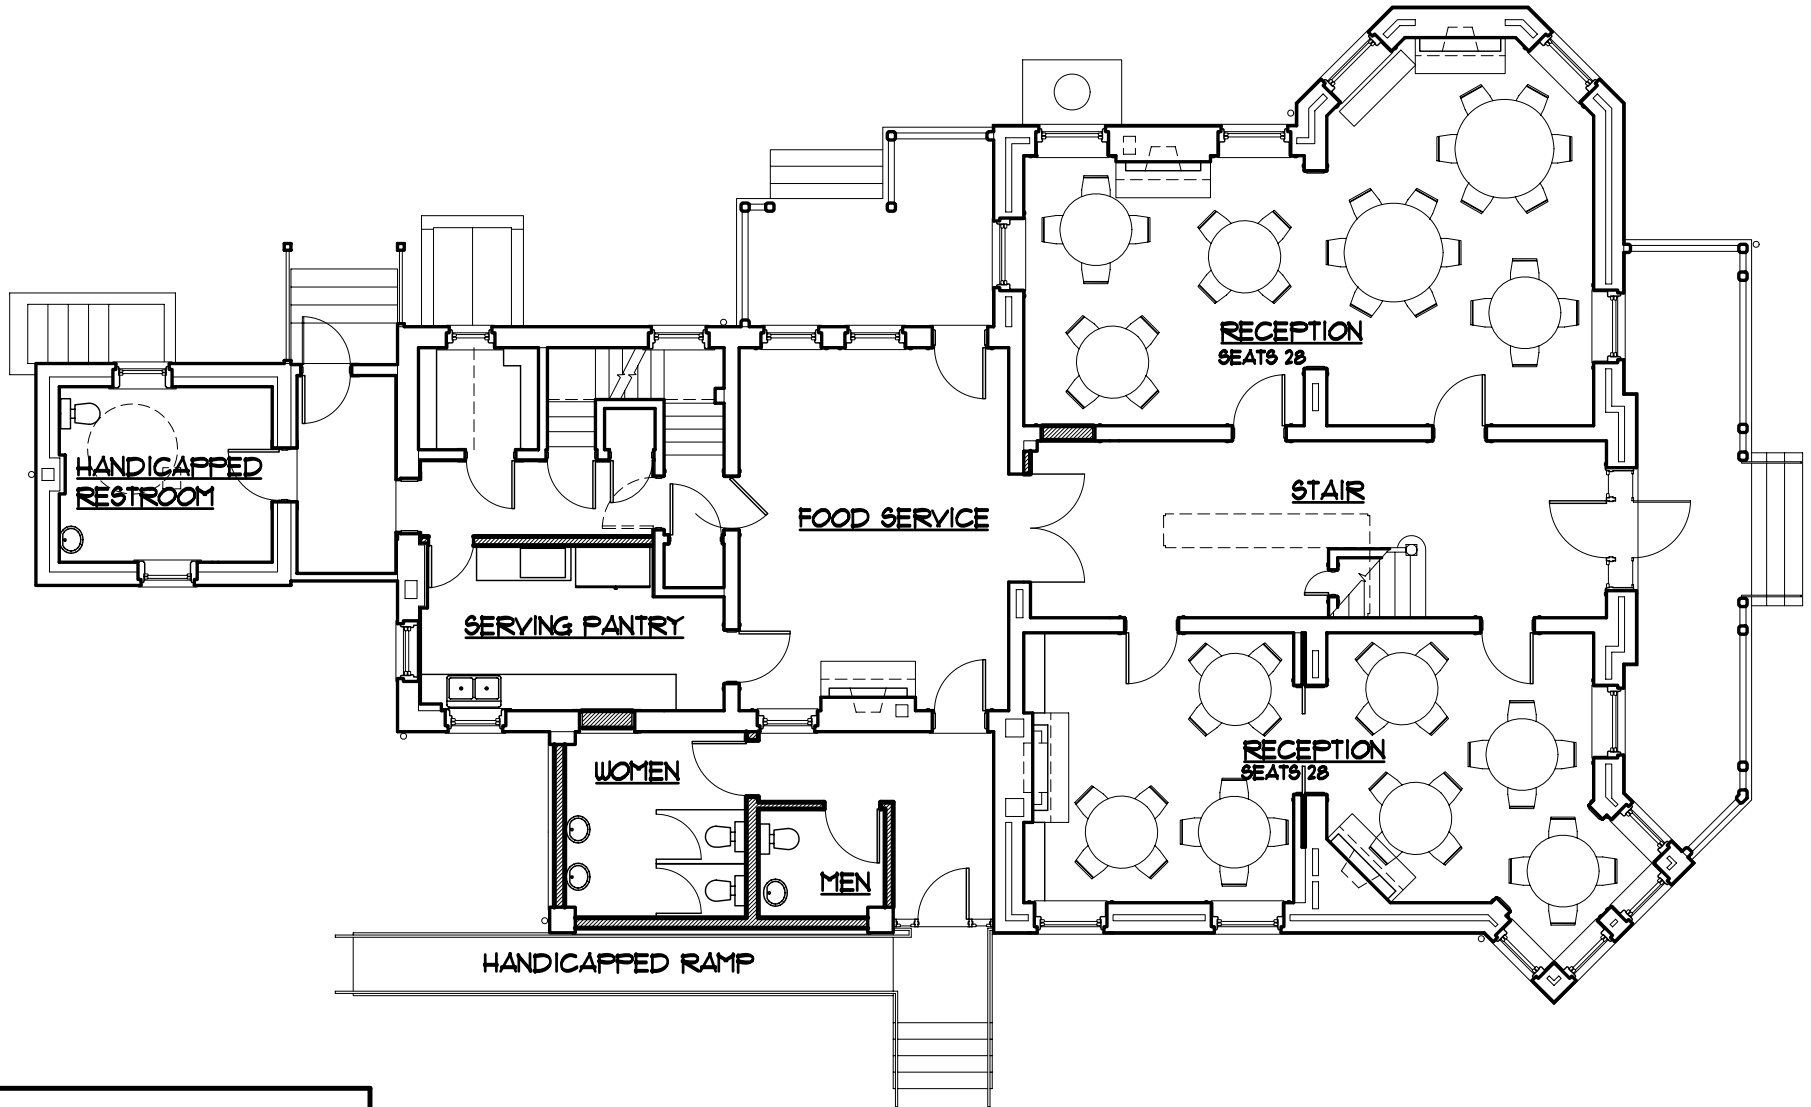 RECEPTION
SEATS 28
HANDICAPPED
RESTROOM
STAIR
FOOD SERVICE
SERVING PANTRY
RECEPTION
SEATS 28
WOMEN
MEN
HANDICAPPED RAMP